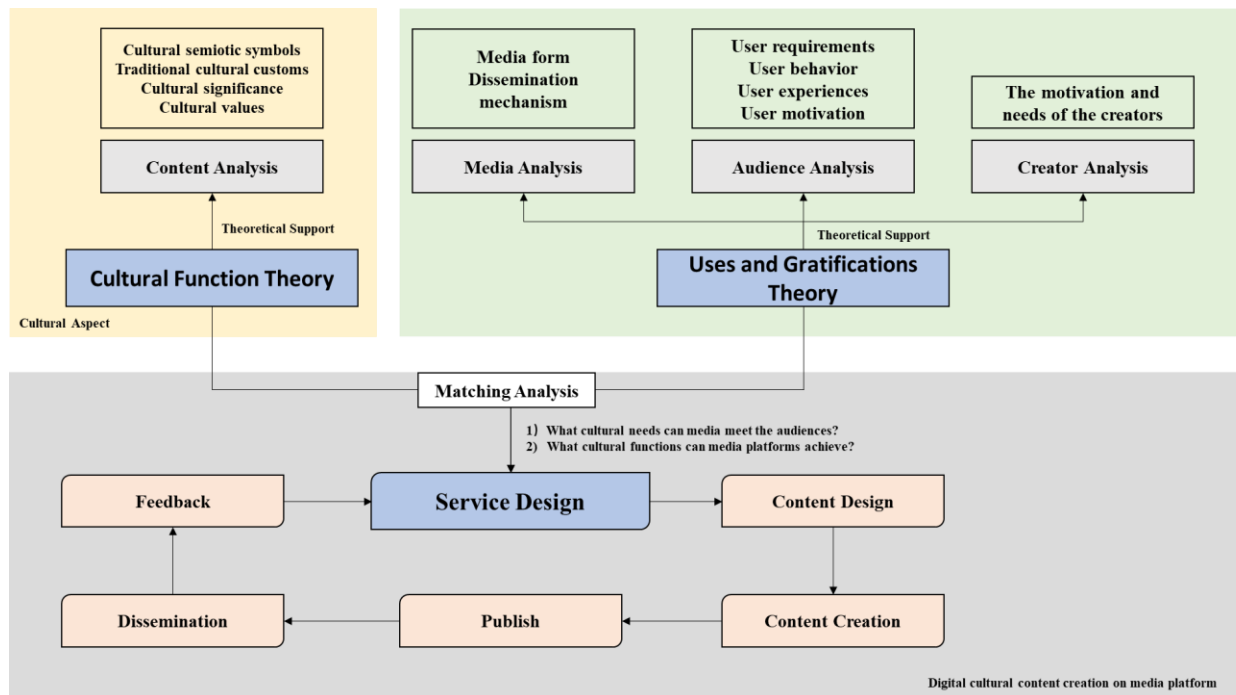 Cultural semiotic symbols
Traditional cultural customs
Cultural significance
Cultural values
Content Analysis
Theoretical Support
Cultural Function Theory
Cultural Aspect
Media form
Dissemination
mechanism
Media Analysis
User requirements
User behavior
User experiences
User motivation
Audience Analysis
The motivation and
needs of the creators
Creator Analysis
Theoretical Support
Uses and Gratifications
Theory
Matching Analysis
1) What cultural needs can media meet the audiences?
2) What cultural functions can media platforms achieve?
Feedback
Service Design
Content Design
Dissemination
Publish
Content Creation
Digital cultural content creation on media platform